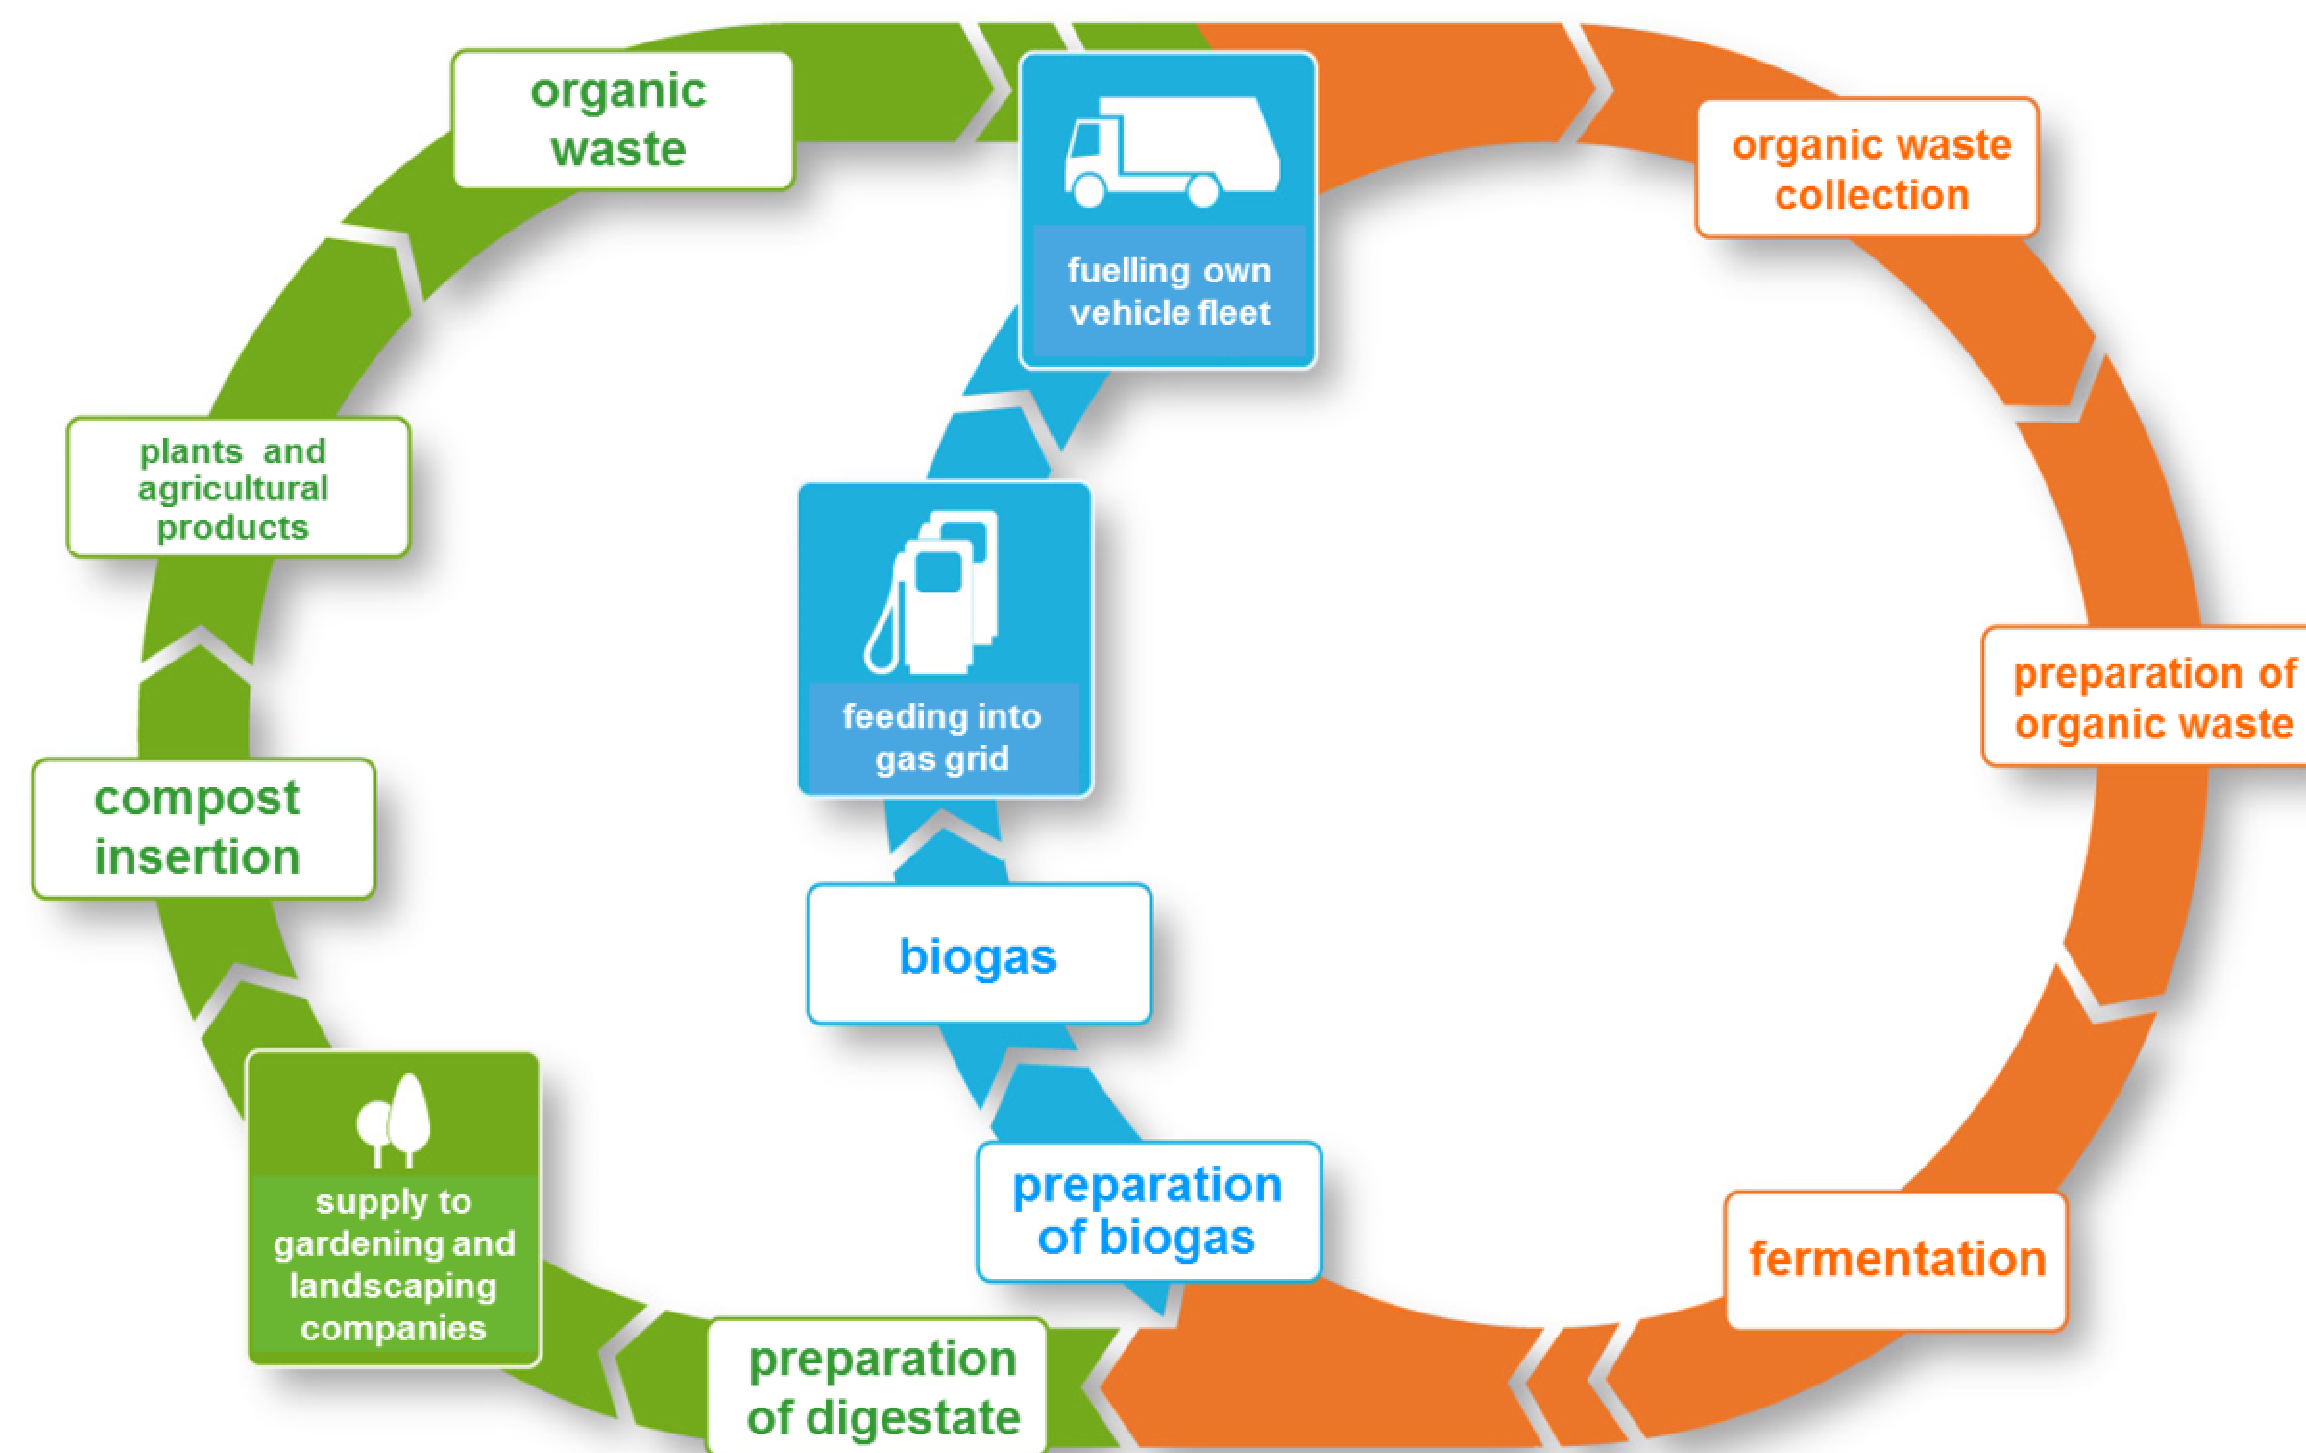 organic
waste
fuelling own
vehicle fleet
organic waste
collection
plants and
agricultural
products
feeding into
gas grid
preparation of
organic waste
compost
insertion
biogas
supply to
gardening and
landscaping
companies
preparation
of biogas
fermentation
preparation
of digestate